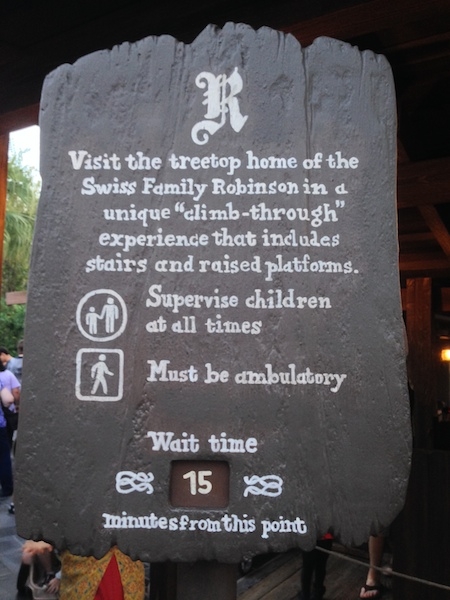 R
Visit the treetop home of the
Swiss Family Robinson in a
unique "climb-through"
experience that includes
stairs and raised platforms.
Supervise children
at all times
Must be ambulatory
Wait time
15
minutes from this point